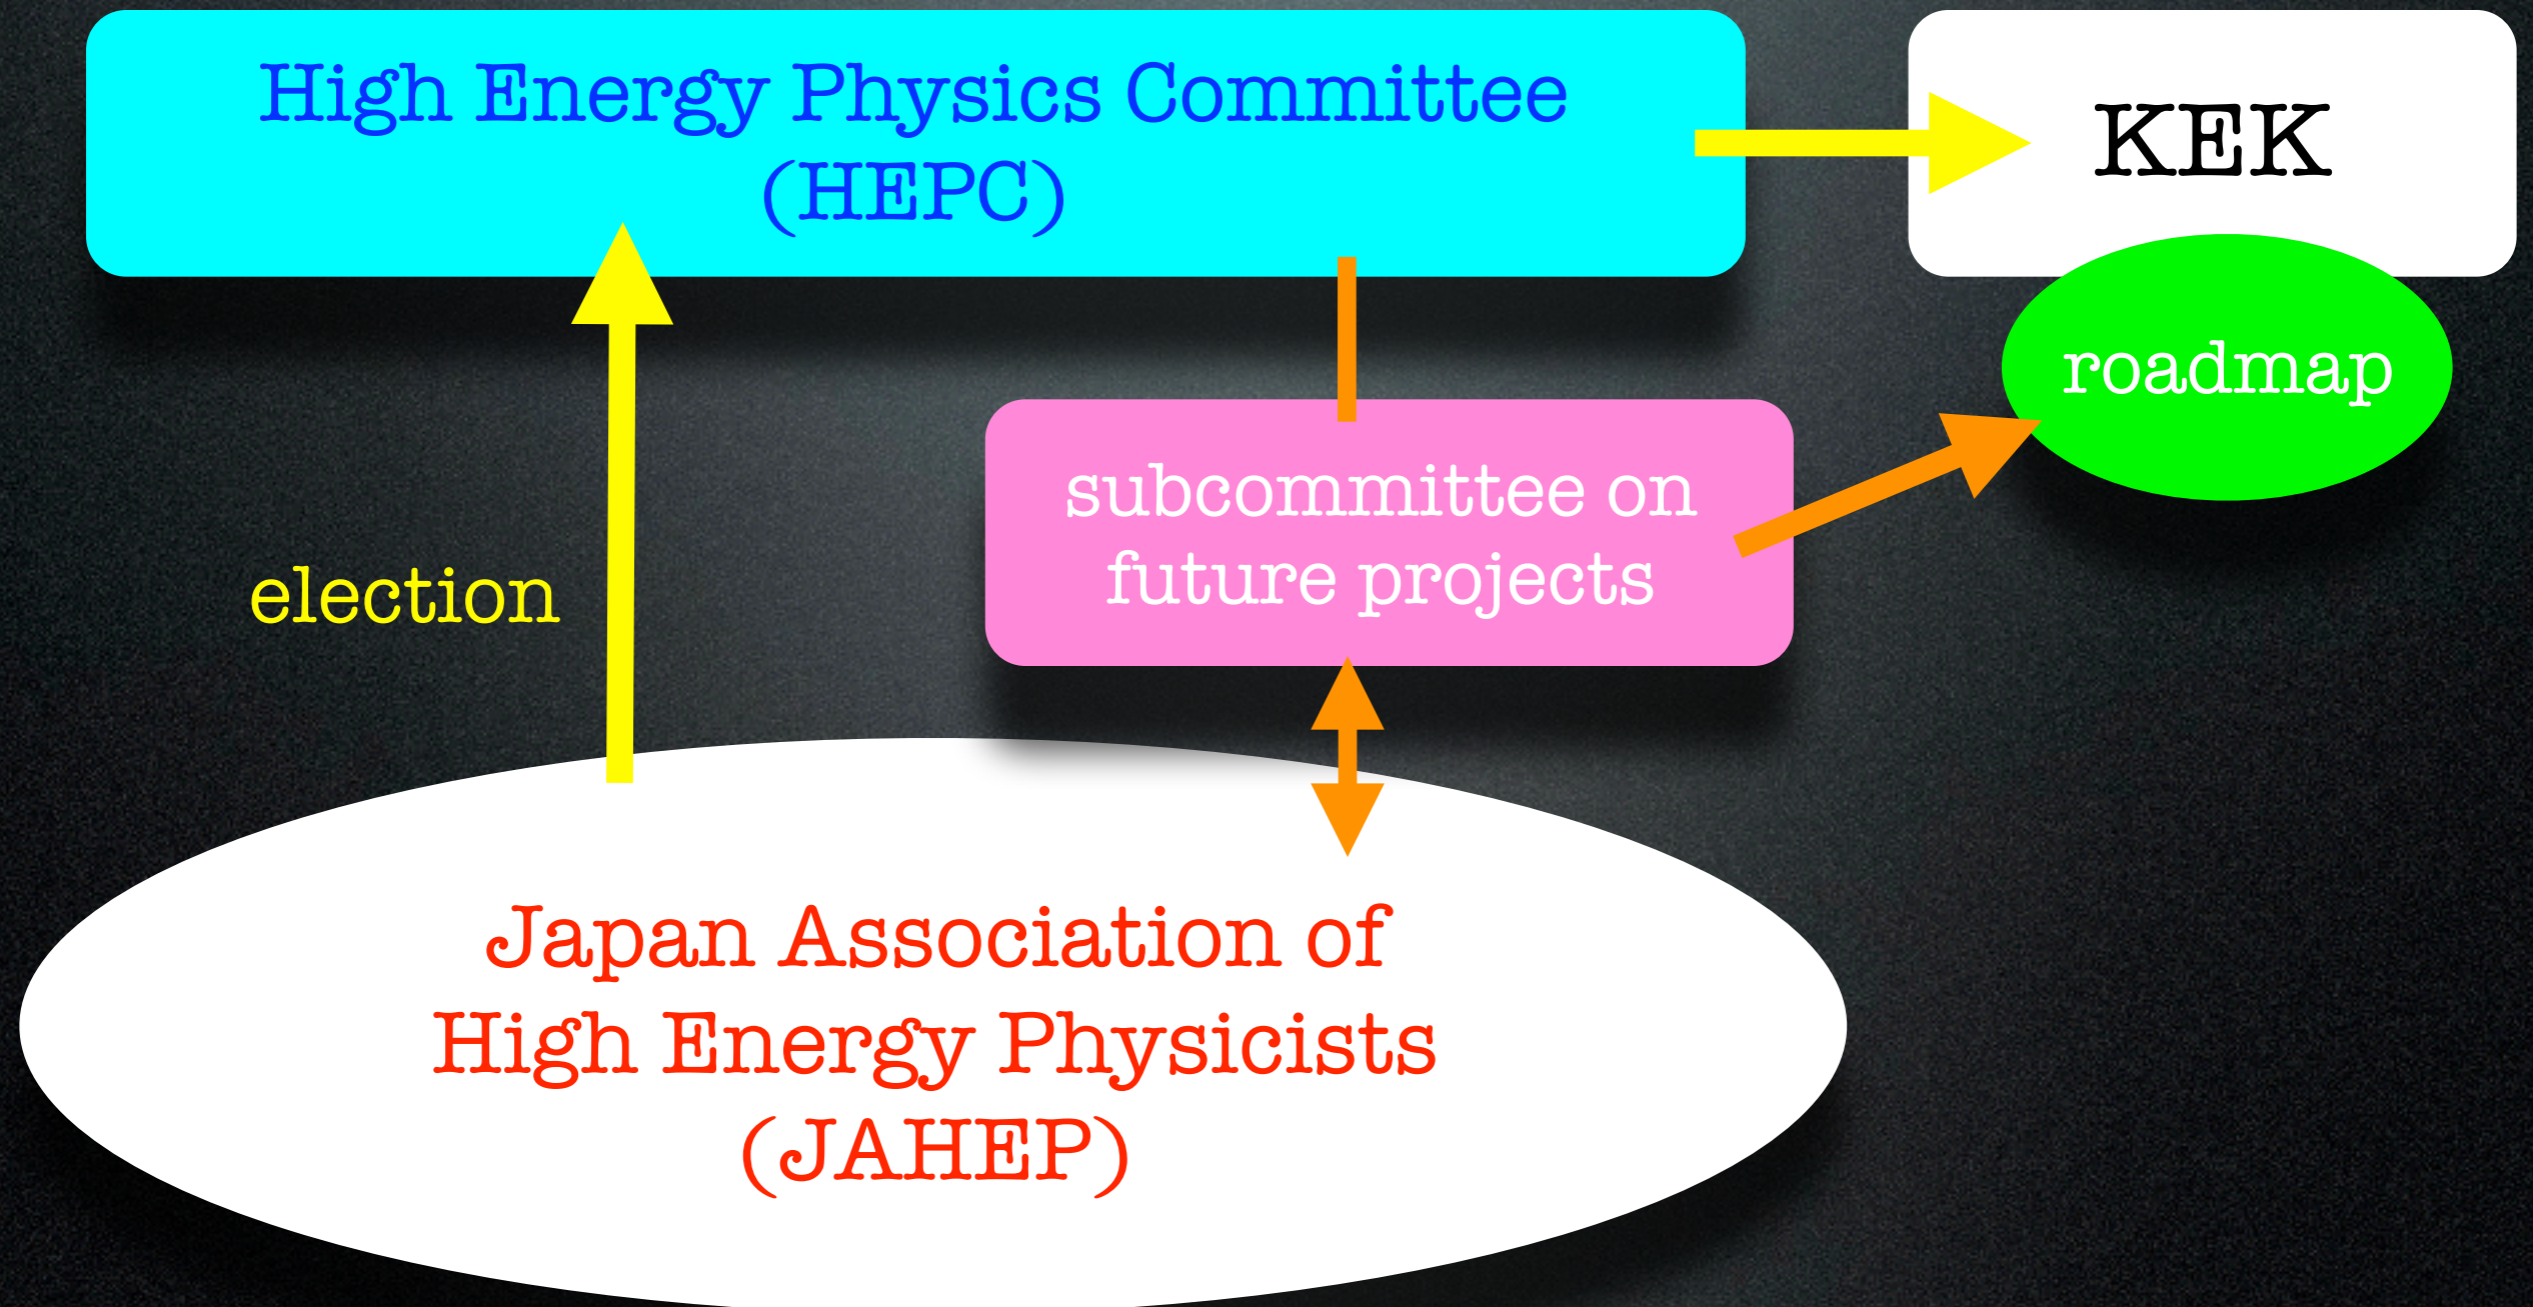 High Energy Physics Committee
(HEPC)
KEK
roadmap
subcommittee on
future projects
election
Japan Association of
High Energy Physicists
(JAHEP)